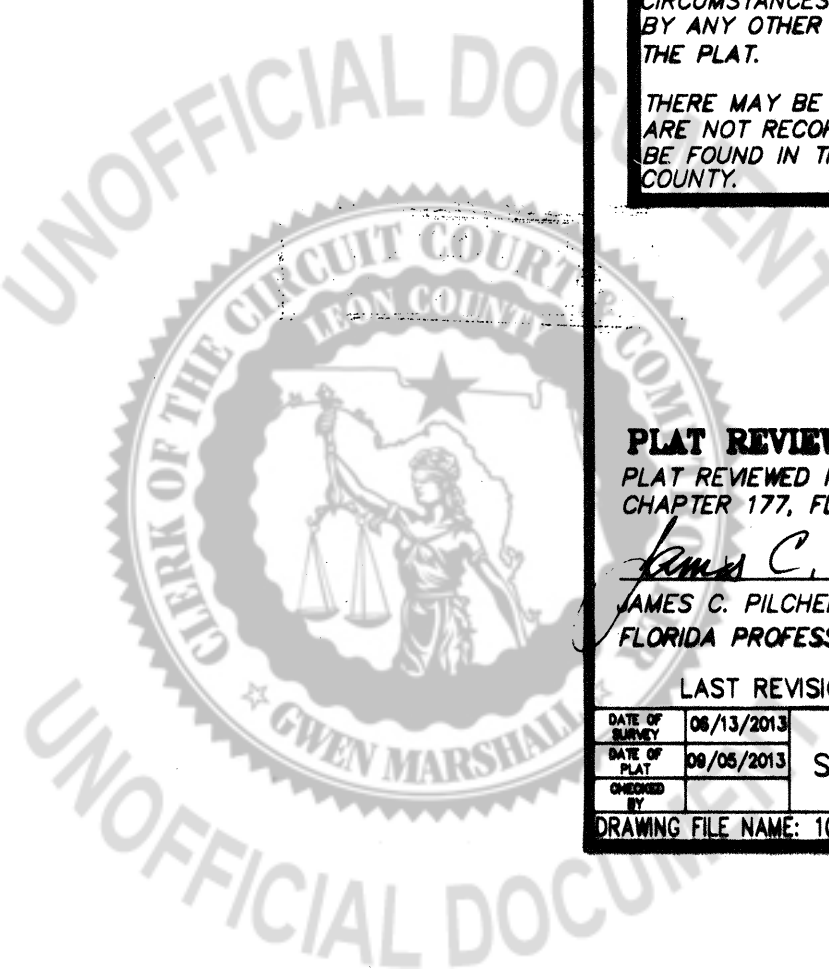 CIRCUMSTANCES
BY ANY OTHER
THE PLAT.
THERE MAY BE
ARE NOT RECOR
BE FOUND IN T
COUNTY.
UNOFFICIAL DOCUMENT
CLERK OF THE CIRCUIT COURT & COMPTROLLER
LEON COUNTY
GWEN MARSHALL
PLAT REVIEW
PLAT REVIEWED
CHAPTER 177, FL
James C.
JAMES C. PILCHER
FLORIDA PROFESS
LAST REVISI
DATE OF SURVEY 06/13/2013
DATE OF PLAT 09/05/2013 S
CHECKED BY
DRAWING FILE NAME: 10
UNOFFICIAL DOCUMENT